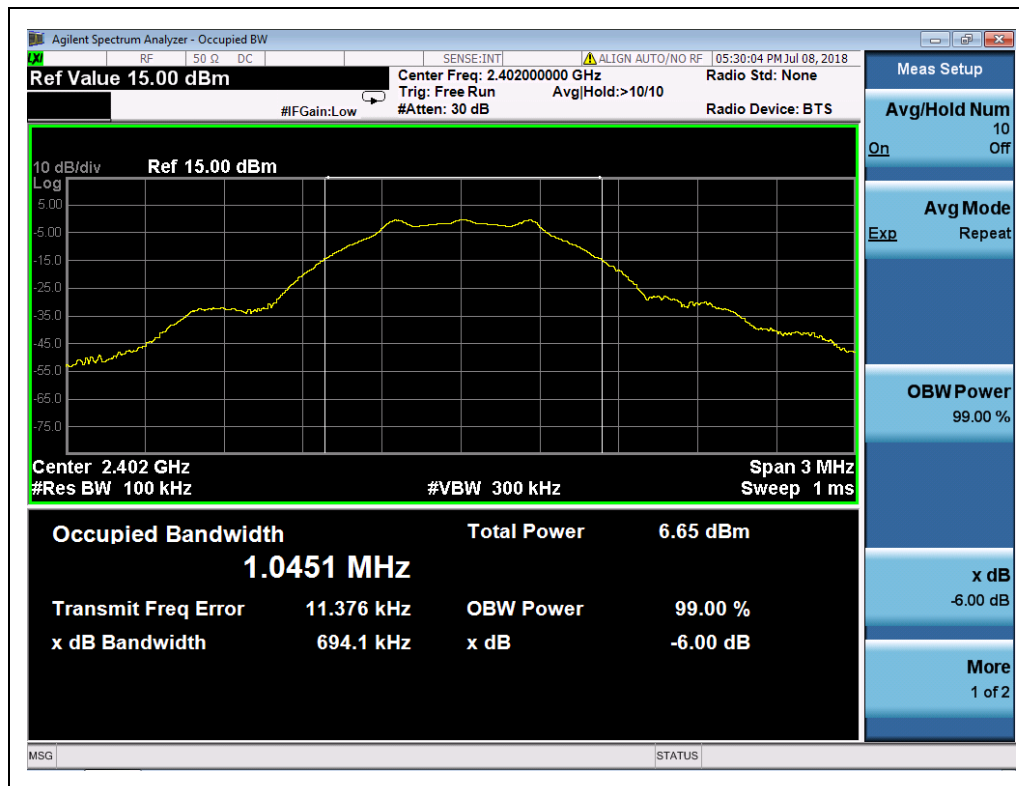 Agilent Spectrum Analyzer - Occupied BW
LXI RF 50 Ω DC SENSE:INT ALIGN AUTO/NO RF 05:30:04 PM Jul 08, 2018
Ref Value 15.00 dBm
Center Freq: 2.402000000 GHz
Radio Std: None
Trig: Free Run
Avg|Hold:>10/10
#IFGain:Low
#Atten: 30 dB
Radio Device: BTS
10 dB/div
Ref 15.00 dBm
Log
5.00
-5.00
-15.0
-25.0
-35.0
-45.0
-55.0
-65.0
-75.0
Center 2.402 GHz
Span 3 MHz
#Res BW 100 kHz
#VBW 300 kHz
Sweep 1 ms
Occupied Bandwidth
1.0451 MHz
Total Power 6.65 dBm
Transmit Freq Error 11.376 kHz
OBW Power 99.00 %
x dB Bandwidth 694.1 kHz
x dB -6.00 dB
Meas Setup
Avg/Hold Num
10
On Off
Avg Mode
Exp Repeat
OBW Power
99.00 %
x dB
-6.00 dB
More
1 of 2
MSG
STATUS